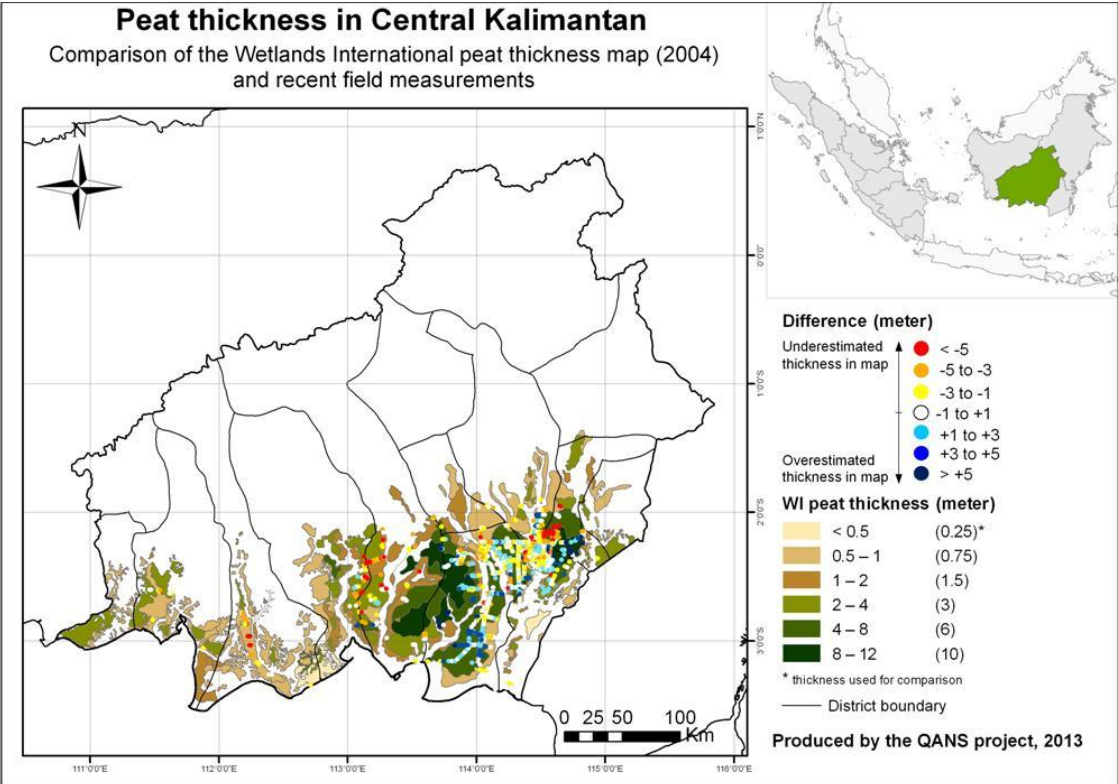 Peat thickness in Central Kalimantan
Comparison of the Wetlands International peat thickness map (2004)
and recent field measurements
N
1°0'0"N
0°0'0"
1°0'0"S
2°0'0"S
3°0'0"S
0 25 50 100
Km
111°0'0"E
112°0'0"E
113°0'0"E
114°0'0"E
115°0'0"E
116°0'0"E
Difference (meter)
Underestimated
thickness in map
Overestimated
thickness in map
< -5
-5 to -3
-3 to -1
-1 to +1
+1 to +3
+3 to +5
> +5
WI peat thickness (meter)
< 0.5 (0.25)*
0.5 – 1 (0.75)
1 – 2 (1.5)
2 – 4 (3)
4 – 8 (6)
8 – 12 (10)
* thickness used for comparison
District boundary
Produced by the QANS project, 2013